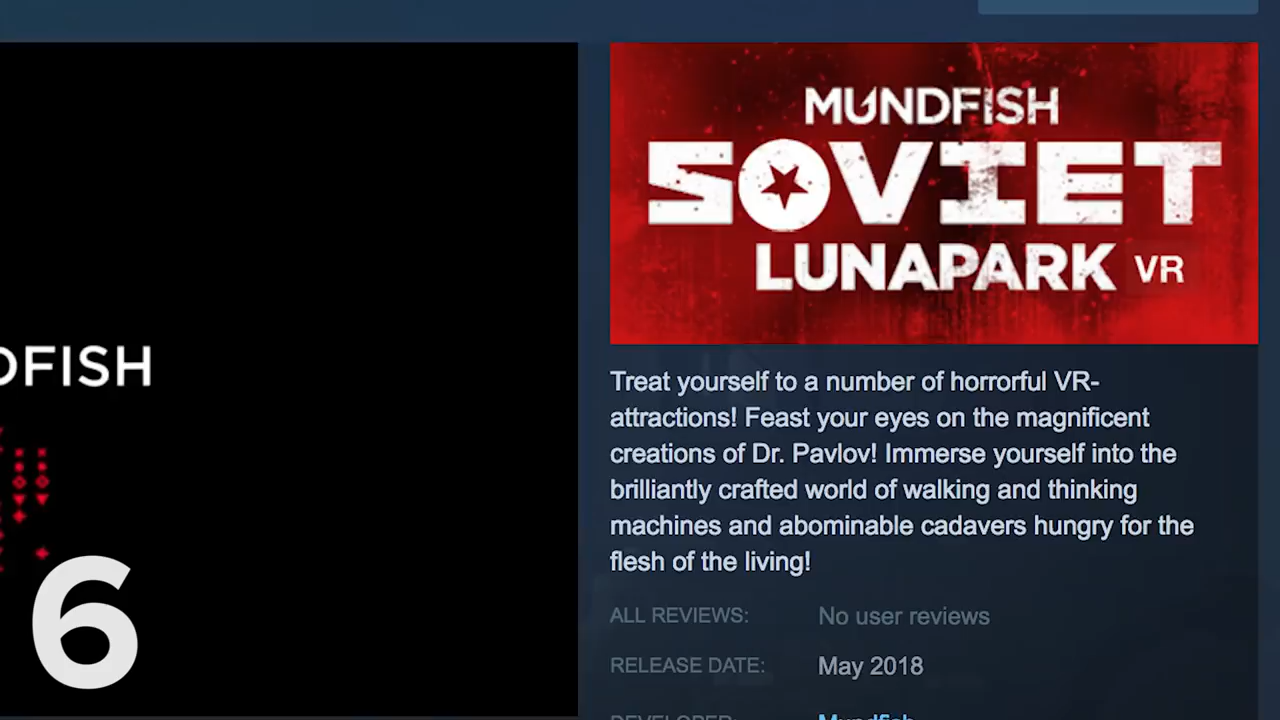 MUNDFISH
SOVIET
LUNAPARK VR
DFISH
Treat yourself to a number of horrorful VR-
attractions! Feast your eyes on the magnificent
creations of Dr. Pavlov! Immerse yourself into the
brilliantly crafted world of walking and thinking
machines and abominable cadavers hungry for the
flesh of the living!
ALL REVIEWS: No user reviews
RELEASE DATE: May 2018
DEVELOPER: Mundfish
6